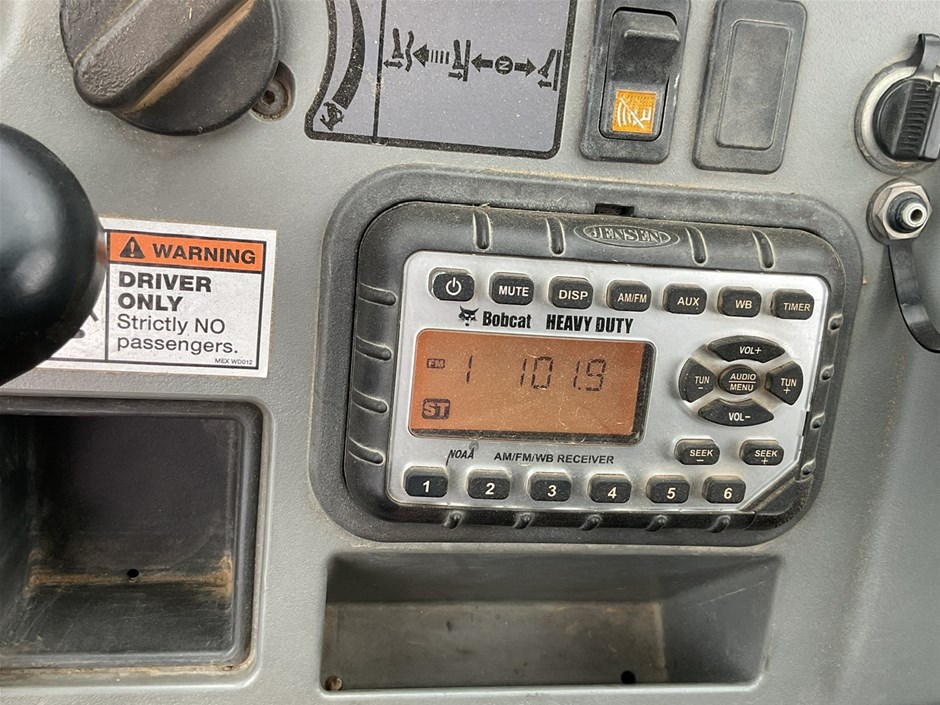 N
JENSEN
WARNING
DRIVER
ONLY
Strictly NO
passengers.
MEX WD012
MUTE
DISP
AM/FM
AUX
WB
TIMER
Bobcat HEAVY DUTY
FM 1 101.9
ST
VOL+
TUN -
AUDIO
MENU
TUN +
VOL-
SEEK -
SEEK +
NOAA AM/FM/WB RECEIVER
1 2 3 4 5 6